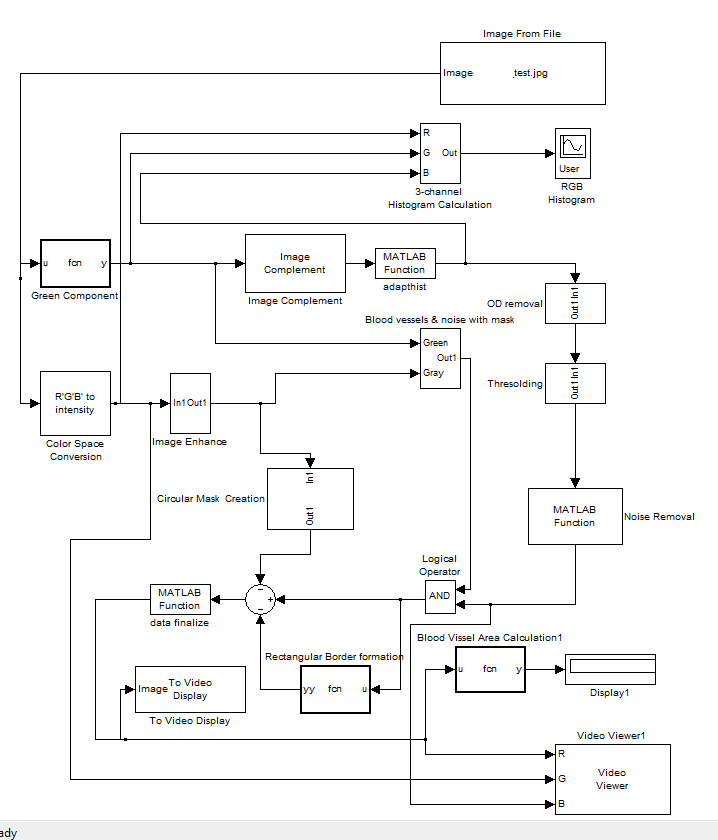 Image From File
Image
test.jpg
R
G
B
Out
3-channel
Histogram Calculation
User
RGB
Histogram
u
fcn
y
Green Component
Image
Complement
Image Complement
MATLAB
Function
adapthist
OD removal
Out1 In1
Blood vessels & noise with mask
Green
Gray
Out1
Thresolding
Out1 In1
R'G'B' to
intensity
Color Space
Conversion
In1 Out1
Image Enhance
Circular Mask Creation
In1
Out1
MATLAB
Function
Noise Removal
Logical
Operator
AND
MATLAB
Function
data finalize
Rectangular Border formation
yy
fcn
u
Blood Vissel Area Calculation1
u
fcn
y
Display1
Image
To Video
Display
To Video Display
Video Viewer1
R
G
B
Video
Viewer
ady